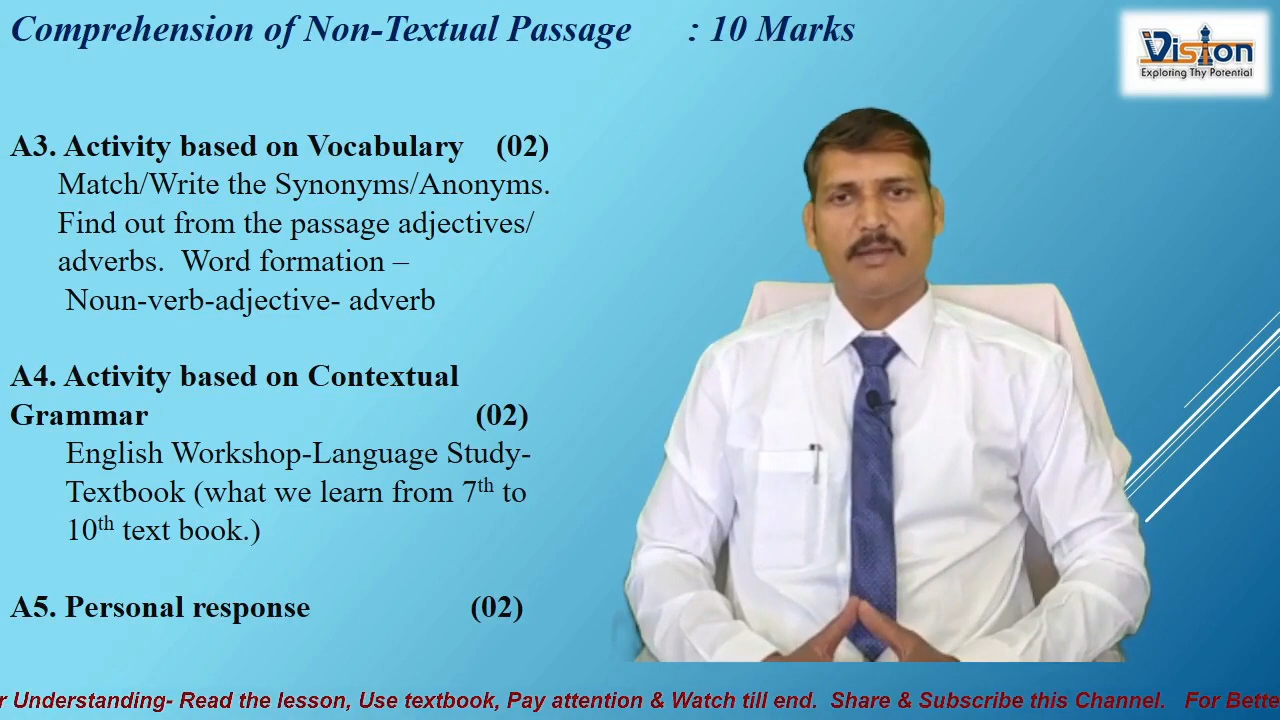 Comprehension of Non-Textual Passage : 10 Marks
Vision
Exploring Thy Potential
A3. Activity based on Vocabulary (02)
Match/Write the Synonyms/Anonyms.
Find out from the passage adjectives/
adverbs. Word formation –
Noun-verb-adjective- adverb
A4. Activity based on Contextual
Grammar (02)
English Workshop-Language Study-
Textbook (what we learn from 7th to
10th text book.)
A5. Personal response (02)
r Understanding- Read the lesson, Use textbook, Pay attention & Watch till end. Share & Subscribe this Channel. For Bette